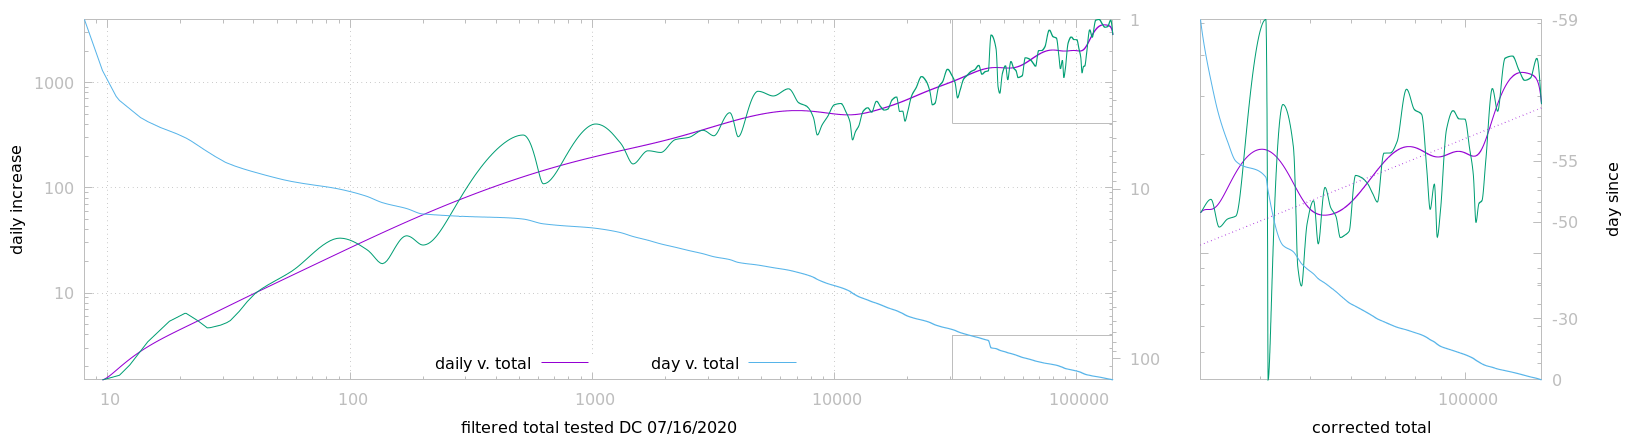 daily increase
1000
100
10
1
10
100
daily v. total
day v. total
10
100
1000
10000
100000
filtered total tested DC 07/16/2020
-59
-55
-50
-30
0
day since
100000
corrected total